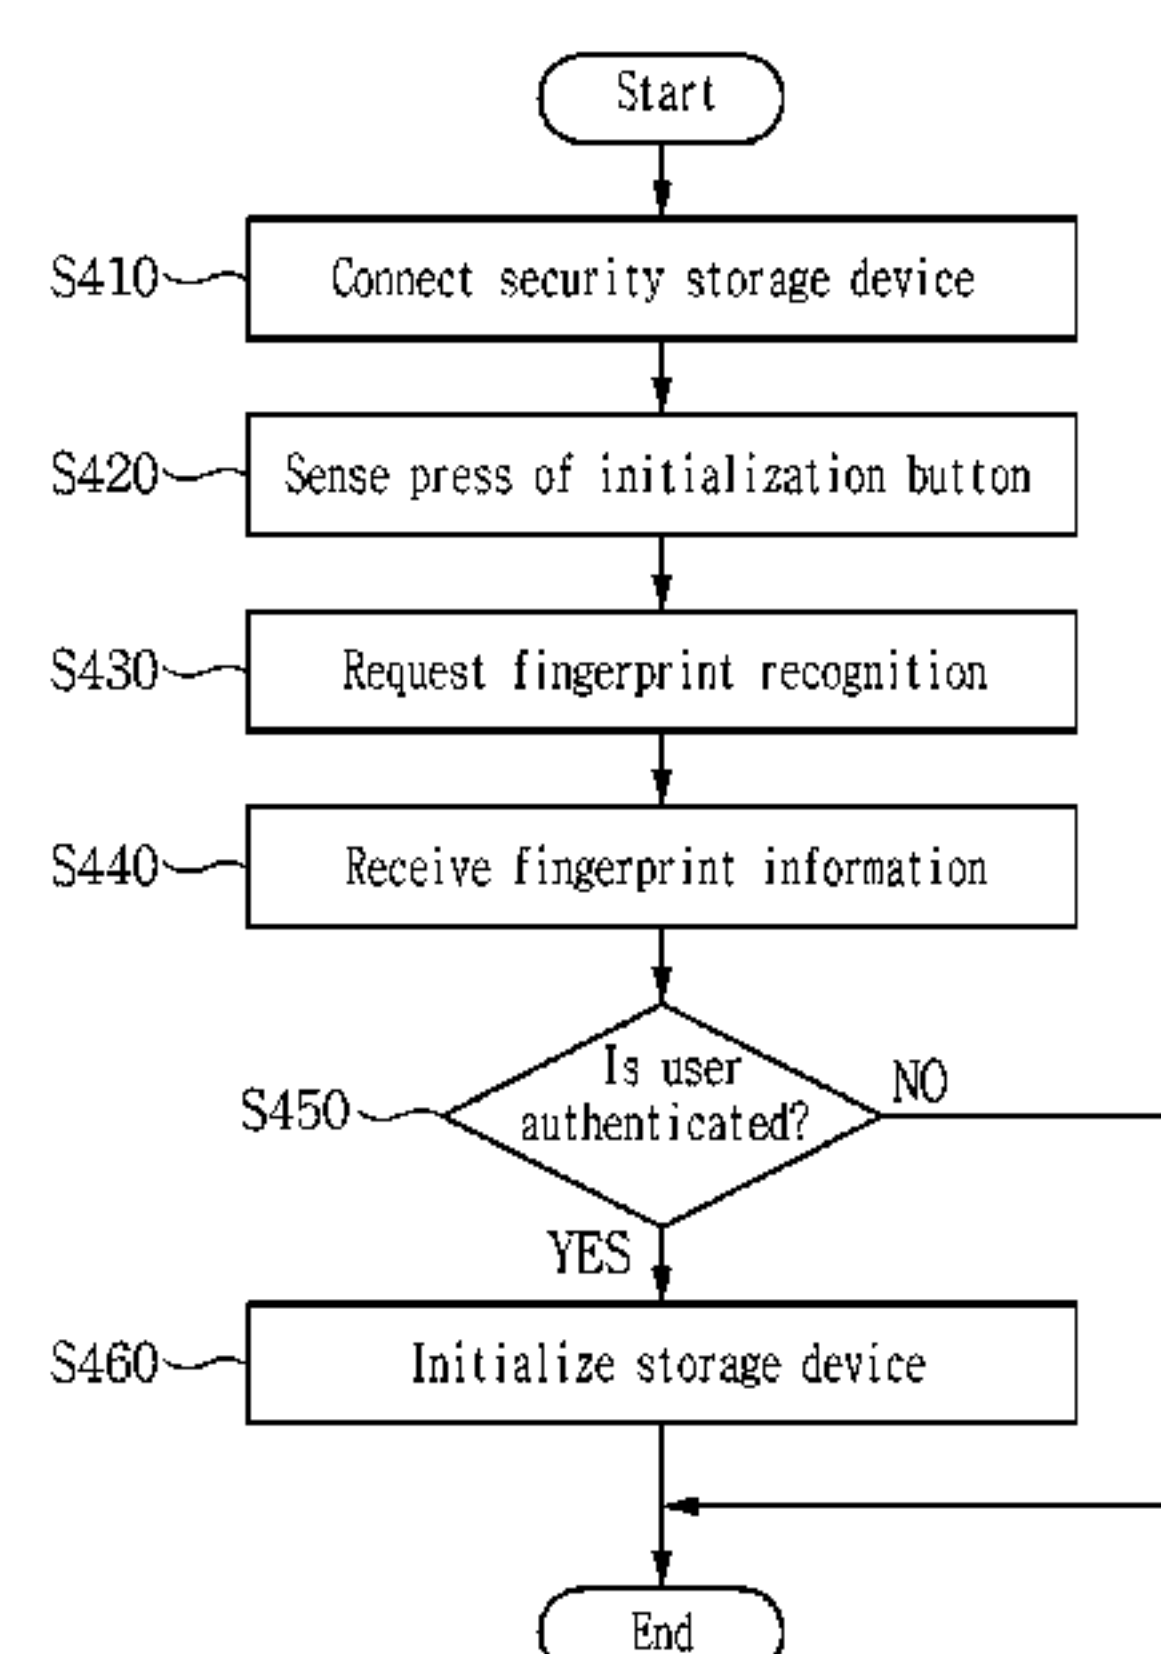 Start
S410 Connect security storage device
S420 Sense press of initialization button
S430 Request fingerprint recognition
S440 Receive fingerprint information
Is user
S450 authenticated? NO
YES
S460 Initialize storage device
End